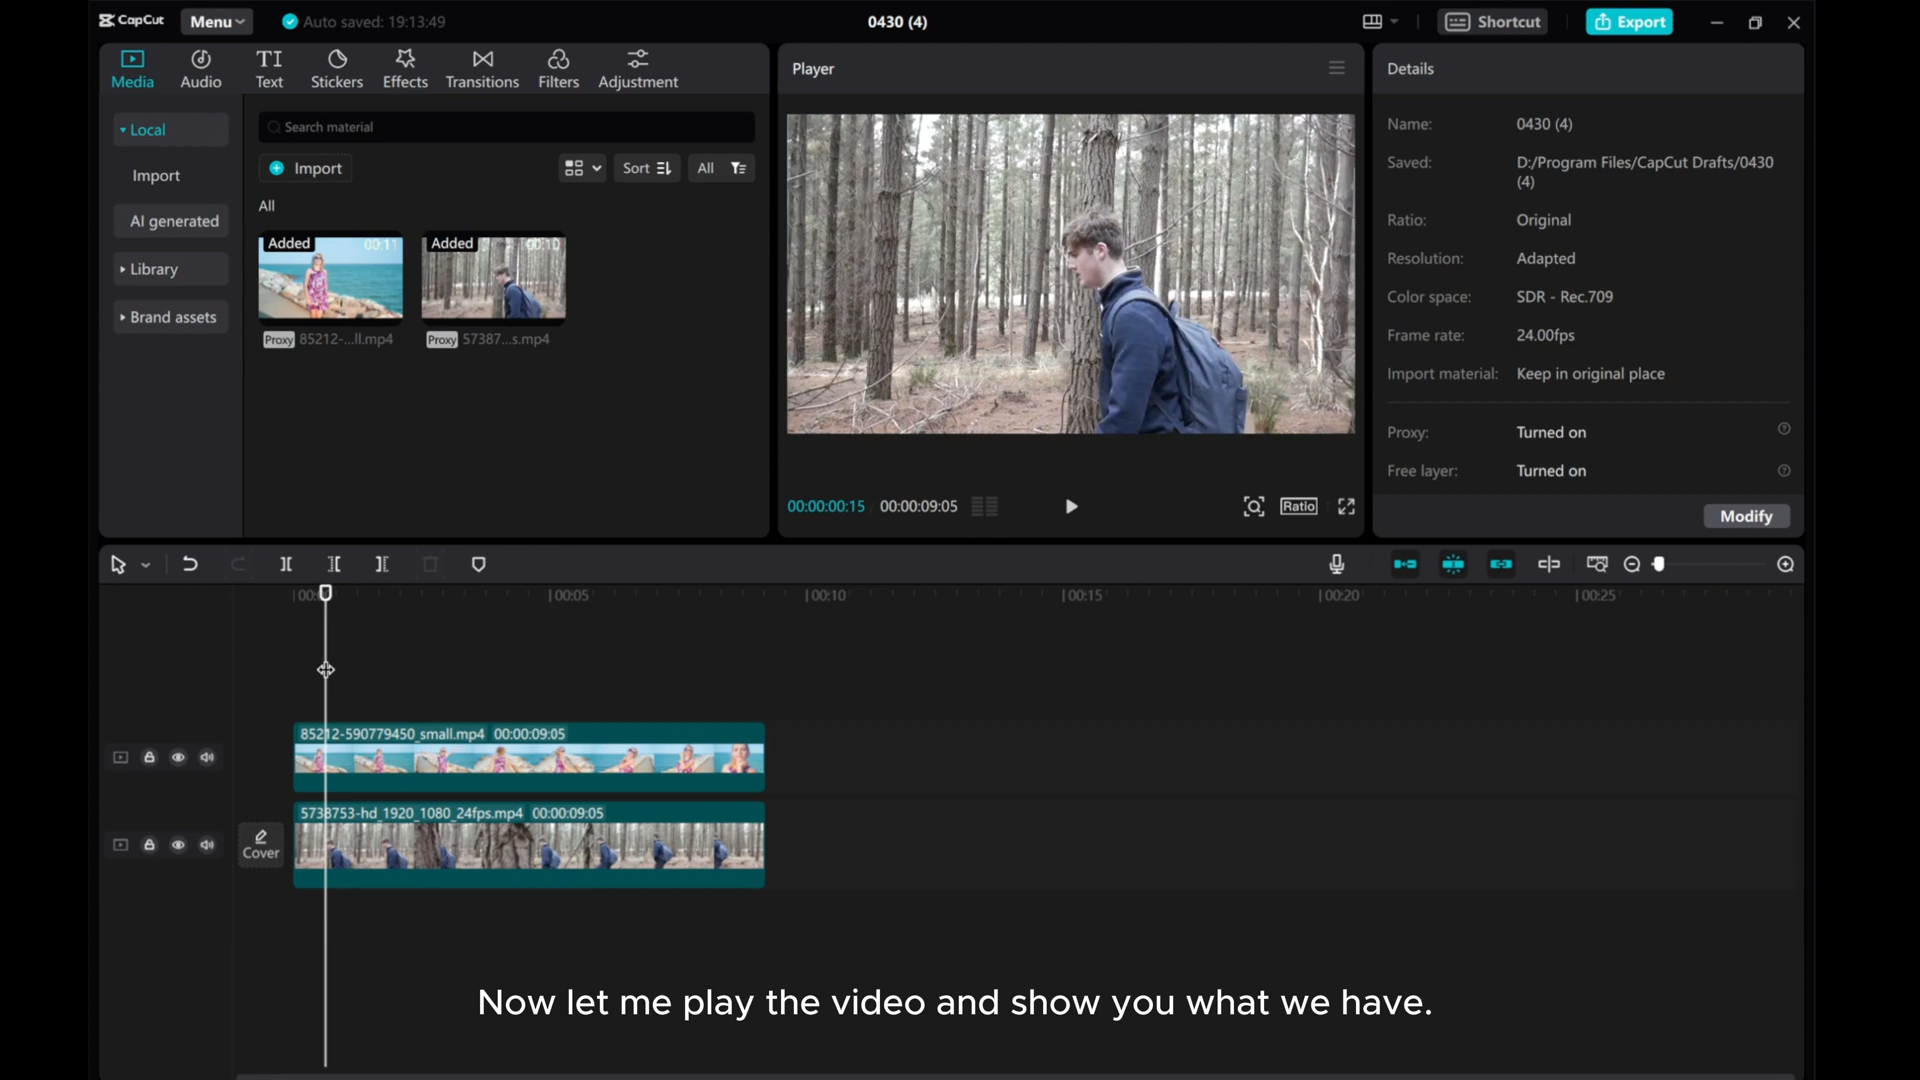 CapCut
Menu
Auto saved: 19:13:49
0430 (4)
Shortcut
Export
Media
Audio
Text
Stickers
Effects
Transitions
Filters
Adjustment
Local
Import
AI generated
Library
Brand assets
Search material
Import
Sort
All
All
Added
00:11
Added
00:10
Proxy
85212-...ll.mp4
Proxy
57387...s.mp4
Player
00:00:00:15
00:00:09:05
Ratio
Details
Name:
0430 (4)
Saved:
D:/Program Files/CapCut Drafts/0430
(4)
Ratio:
Original
Resolution:
Adapted
Color space:
SDR - Rec.709
Frame rate:
24.00fps
Import material:
Keep in original place
Proxy:
Turned on
Free layer:
Turned on
Modify
00:05
00:10
00:15
00:20
00:25
85212-590779450_small.mp4 00:00:09:05
5738753-hd_1920_1080_24fps.mp4 00:00:09:05
Cover
Now let me play the video and show you what we have.